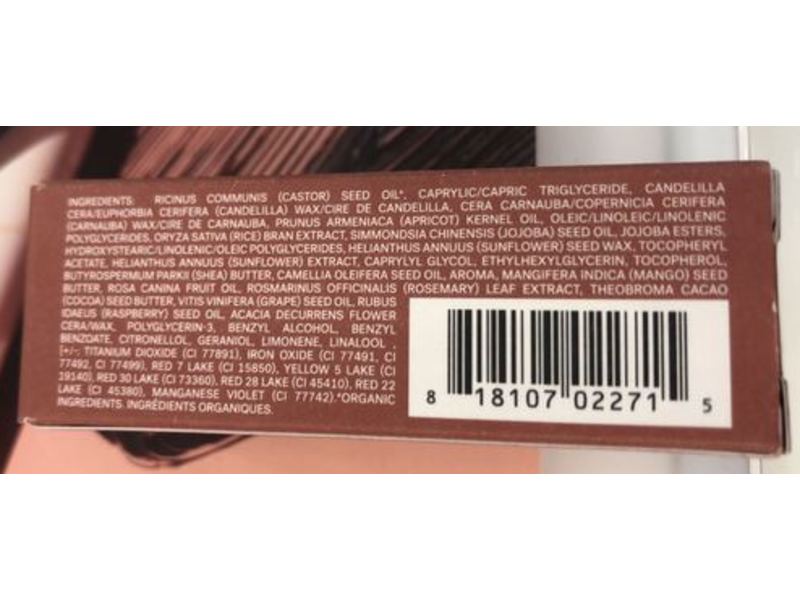 INGREDIENTS: RICINUS COMMUNIS (CASTOR) SEED OIL*, CAPRYLIC/CAPRIC TRIGLYCERIDE, CANDELILLA
CERA/EUPHORBIA CERIFERA (CANDELILLA) WAX/CIRE DE CANDELILLA, CERA CARNAUBA/COPERNICIA CERIFERA
(CARNAUBA) WAX/CIRE DE CARNAUBA, PRUNUS ARMENIACA (APRICOT) KERNEL OIL, OLEIC/LINOLEIC/LINOLENIC
POLYGLYCERIDES, ORYZA SATIVA (RICE) BRAN EXTRACT, SIMMONDSIA CHINENSIS (JOJOBA) SEED OIL, JOJOBA ESTERS,
HYDROXYSTEARIC/LINOLENIC/OLEIC POLYGLYCERIDES, HELIANTHUS ANNUUS (SUNFLOWER) SEED WAX, TOCOPHERYL
ACETATE, HELIANTHUS ANNUUS (SUNFLOWER) EXTRACT, CAPRYLYL GLYCOL, ETHYLHEXYLGLYCERIN, TOCOPHEROL,
BUTYROSPERMUM PARKII (SHEA) BUTTER, CAMELLIA OLEIFERA SEED OIL, AROMA, MANGIFERA INDICA (MANGO) SEED
BUTTER, ROSA CANINA FRUIT OIL, ROSMARINUS OFFICINALIS (ROSEMARY) LEAF EXTRACT, THEOBROMA CACAO
(COCOA) SEED BUTTER, VITIS VINIFERA (GRAPE) SEED OIL, RUBUS
IDAEUS (RASPBERRY) SEED OIL, ACACIA DECURRENS FLOWER
CERA/WAX, POLYGLYCERIN-3, BENZYL ALCOHOL, BENZYL
BENZOATE, CITRONELLOL, GERANIOL, LIMONENE, LINALOOL .
[+/-: TITANIUM DIOXIDE (CI 77891), IRON OXIDE (CI 77491, CI
77492, CI 77499), RED 7 LAKE (CI 15850), YELLOW 5 LAKE (CI
19140), RED 30 LAKE (CI 73360), RED 28 LAKE (CI 45410), RED 22
LAKE (CI 45380), MANGANESE VIOLET (CI 77742).*ORGANIC
INGREDIENTS. INGRÉDIENTS ORGANIQUES.
8 18107 02271 5